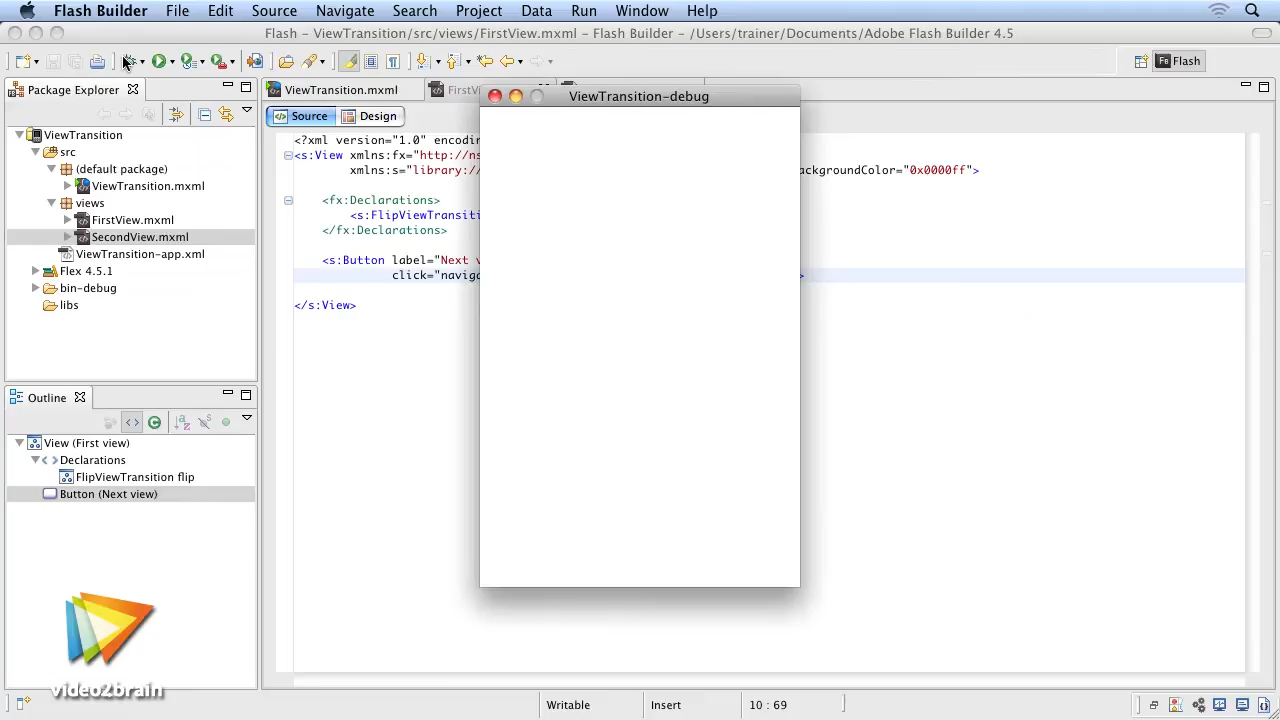 Flash Builder File Edit Source Navigate Search Project Data Run Window Help
Flash - ViewTransition/src/views/FirstView.mxml - Flash Builder - /Users/trainer/Documents/Adobe Flash Builder 4.5
Fb Flash
Package Explorer
ViewTransition.mxml
FirstV
ViewTransition-debug
Source Design
ViewTransition
src
(default package)
ViewTransition.mxml
views
FirstView.mxml
SecondView.mxml
ViewTransition-app.xml
Flex 4.5.1
bin-debug
libs
<?xml version="1.0" encodin
<s:View xmlns:fx="http://ns
xmlns:s="library:// ackgroundColor="0x0000ff">
<fx:Declarations>
<s:FlipViewTransiti
</fx:Declarations>
<s:Button label="Next v
click="naviga >
</s:View>
Outline
View (First view)
Declarations
FlipViewTransition flip
Button (Next view)
video2brain
Writable Insert 10 : 69